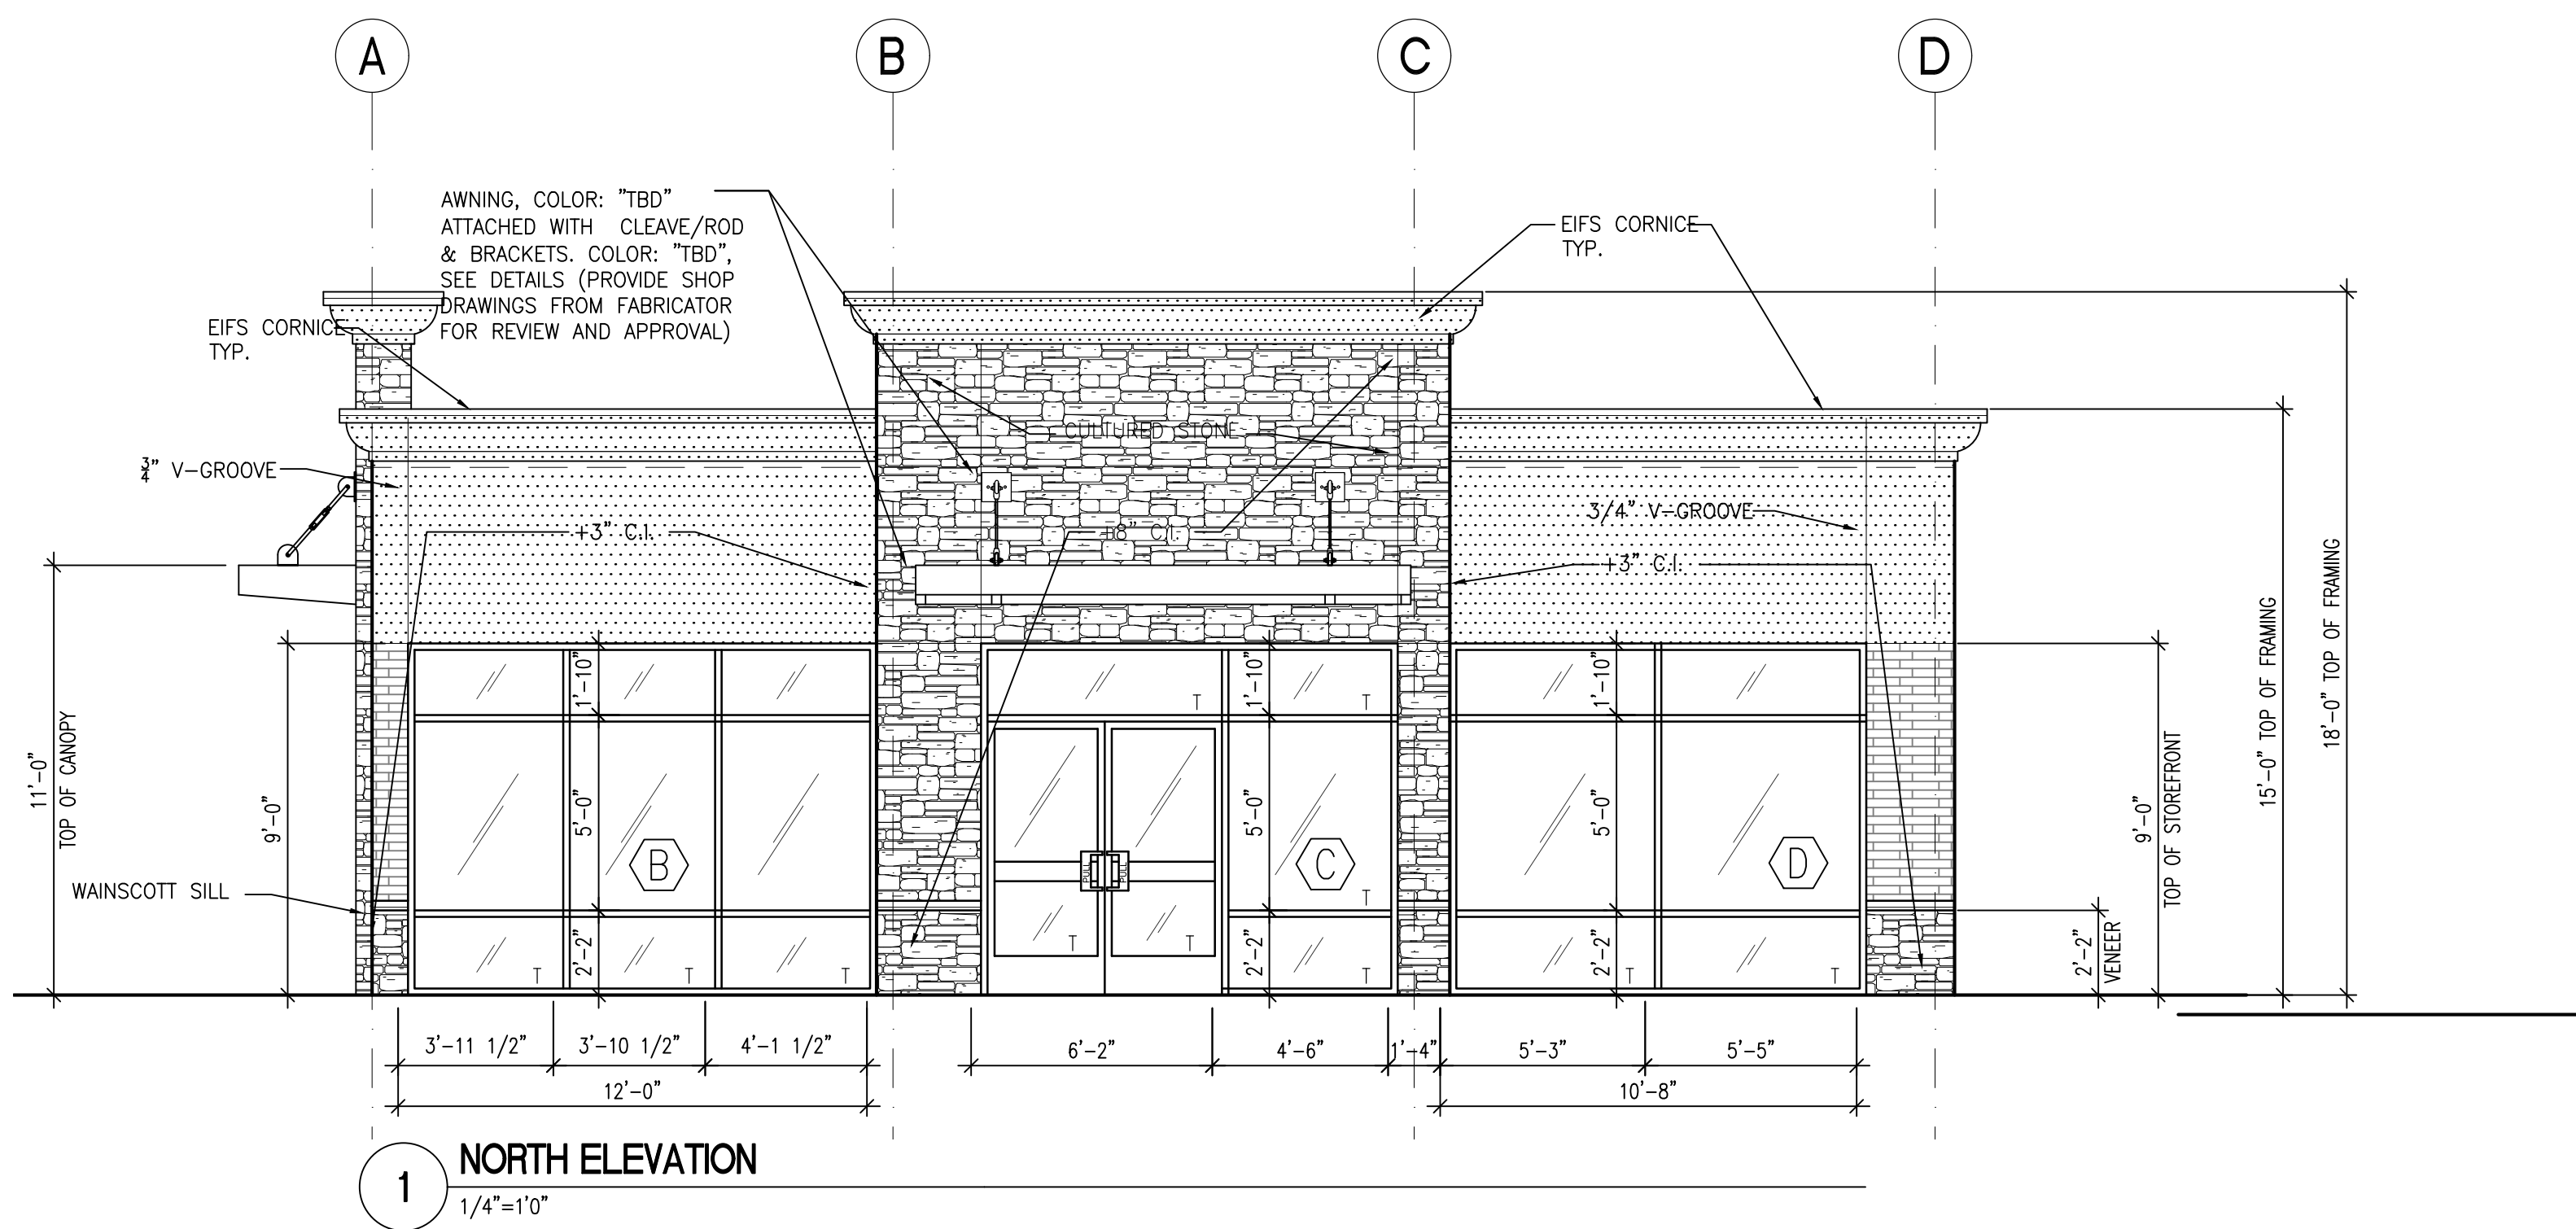 A B C D
AWNING, COLOR: "TBD"
ATTACHED WITH CLEAVE/ROD
& BRACKETS. COLOR: "TBD",
SEE DETAILS (PROVIDE SHOP
DRAWINGS FROM FABRICATOR
FOR REVIEW AND APPROVAL)
EIFS CORNICE
TYP.
EIFS CORNICE
TYP.
CULTURED STONE
3/4" V-GROOVE
3/4" V-GROOVE
+3" C.I.
+8" C.I.
+3" C.I.
11'-0"
TOP OF CANOPY
9'-0"
WAINSCOTT SILL
1'-10"
5'-0"
2'-2"
B
T T T
T T
PULL PULL
T T
1'-10"
5'-0"
2'-2"
C
T
T
1'-10"
5'-0"
2'-2"
D
T T
2'-2"
VENEER
9'-0"
TOP OF STOREFRONT
15'-0" TOP OF FRAMING
18'-0" TOP OF FRAMING
3'-11 1/2" 3'-10 1/2" 4'-1 1/2" 6'-2" 4'-6" 1'-4" 5'-3" 5'-5"
12'-0" 10'-8"
1 NORTH ELEVATION
1/4"=1'0"